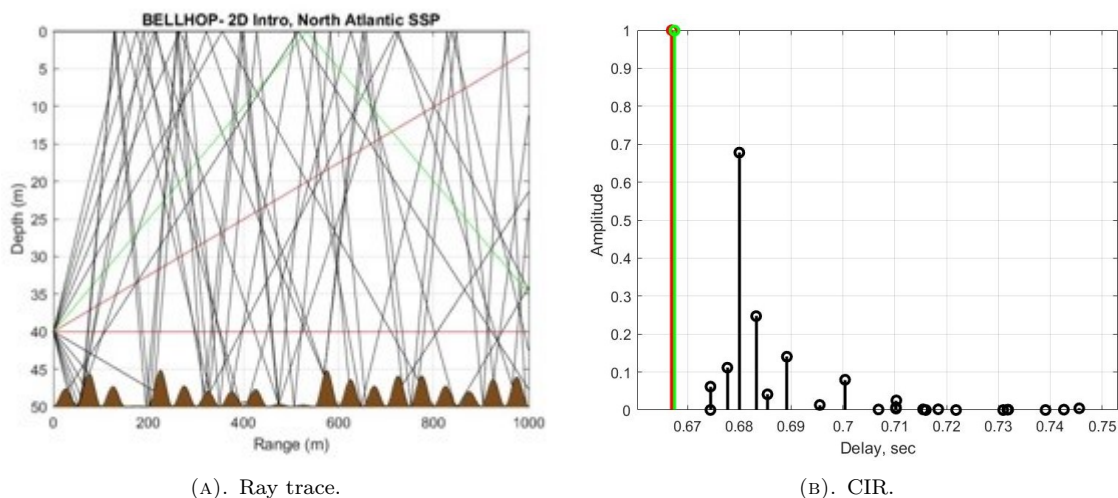 BELLHOP- 2D Intro, North Atlantic SSP
0
5
10
15
20
25
30
35
40
45
50
Depth (m)
0 200 400 600 800 1000
Range (m)
(A). Ray trace.
1
0.9
0.8
0.7
0.6
0.5
0.4
0.3
0.2
0.1
0
Amplitude
0.67 0.68 0.69 0.7 0.71 0.72 0.73 0.74 0.75
Delay, sec
(B). CIR.